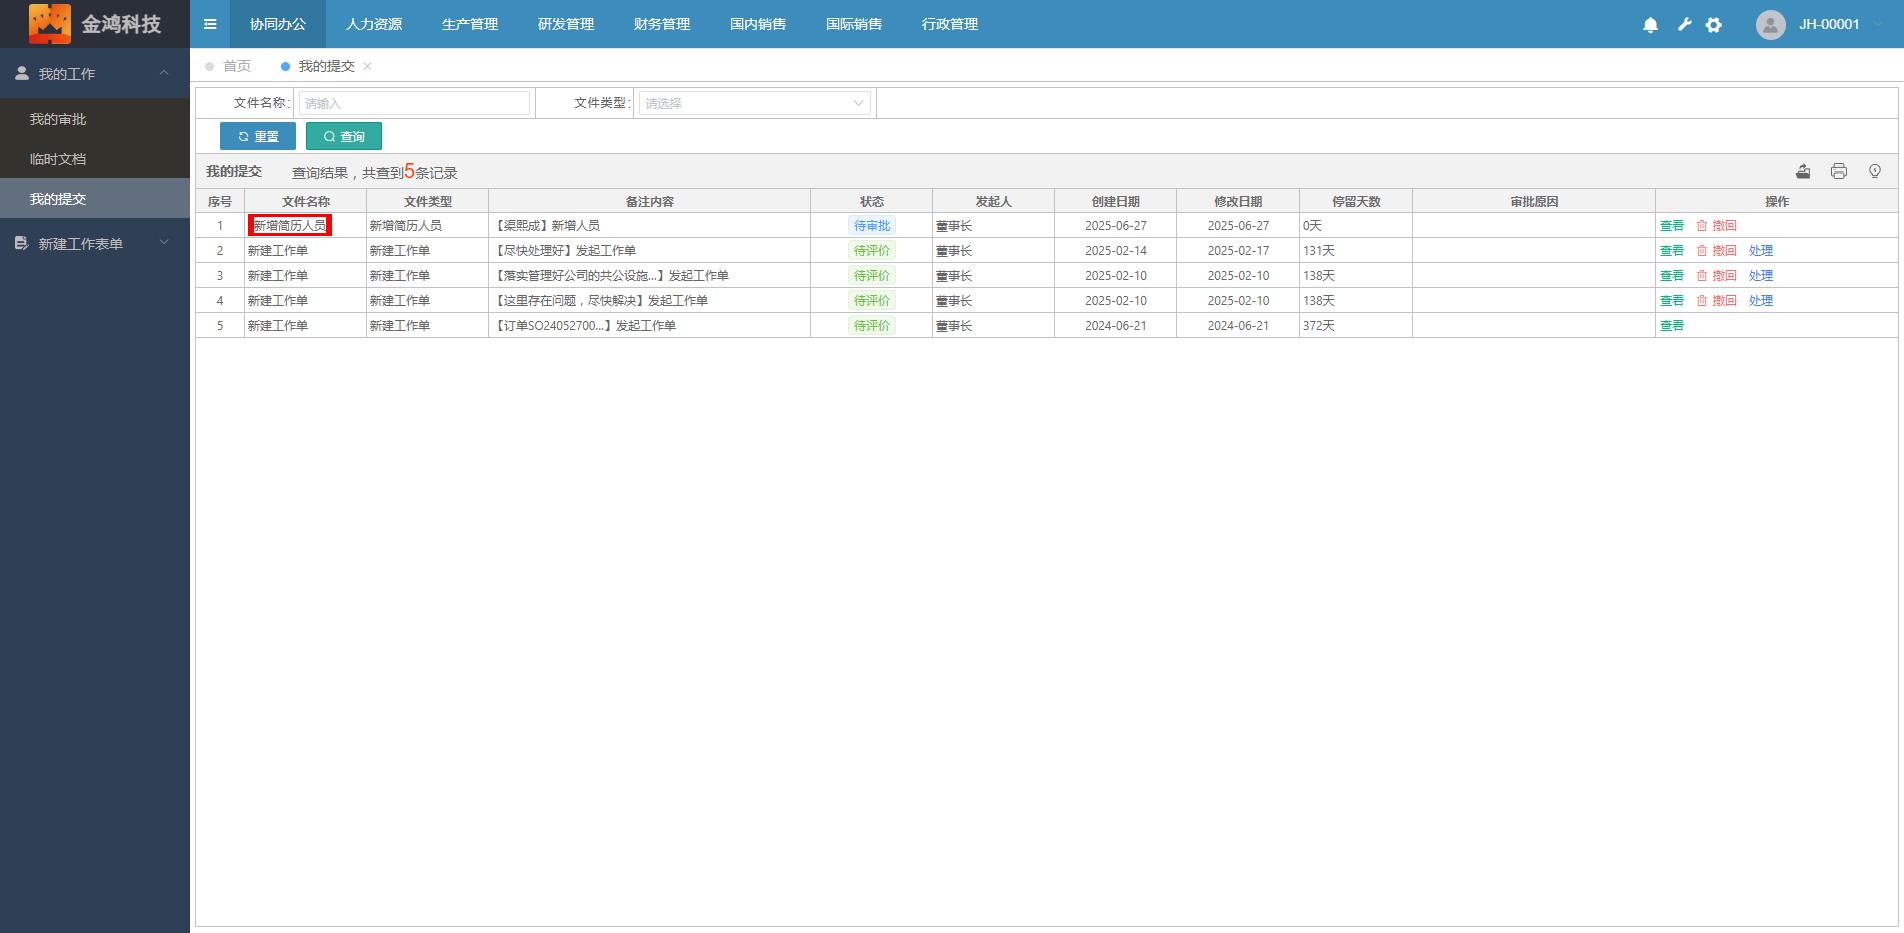 金鸿科技
协同办公 人力资源 生产管理 研发管理 财务管理 国内销售 国际销售 行政管理 JH-00001
我的工作
我的审批
临时文档
我的提交
新建工作表单
首页 我的提交
文件名称: 请输入 文件类型: 请选择
重置 查询
我的提交 查询结果，共查到5条记录
序号 文件名称 文件类型 备注内容 状态 发起人 创建日期 修改日期 停留天数 审批原因 操作
1 新增简历人员 新增简历人员 【渠熙成】新增人员 待审批 董事长 2025-06-27 2025-06-27 0天 查看 撤回
2 新建工作单 新建工作单 【尽快处理好】发起工作单 待评价 董事长 2025-02-14 2025-02-17 131天 查看 撤回 处理
3 新建工作单 新建工作单 【落实管理好公司的共公设施...】发起工作单 待评价 董事长 2025-02-10 2025-02-10 138天 查看 撤回 处理
4 新建工作单 新建工作单 【这里存在问题，尽快解决】发起工作单 待评价 董事长 2025-02-10 2025-02-10 138天 查看 撤回 处理
5 新建工作单 新建工作单 【订单SO24052700...】发起工作单 待评价 董事长 2024-06-21 2024-06-21 372天 查看